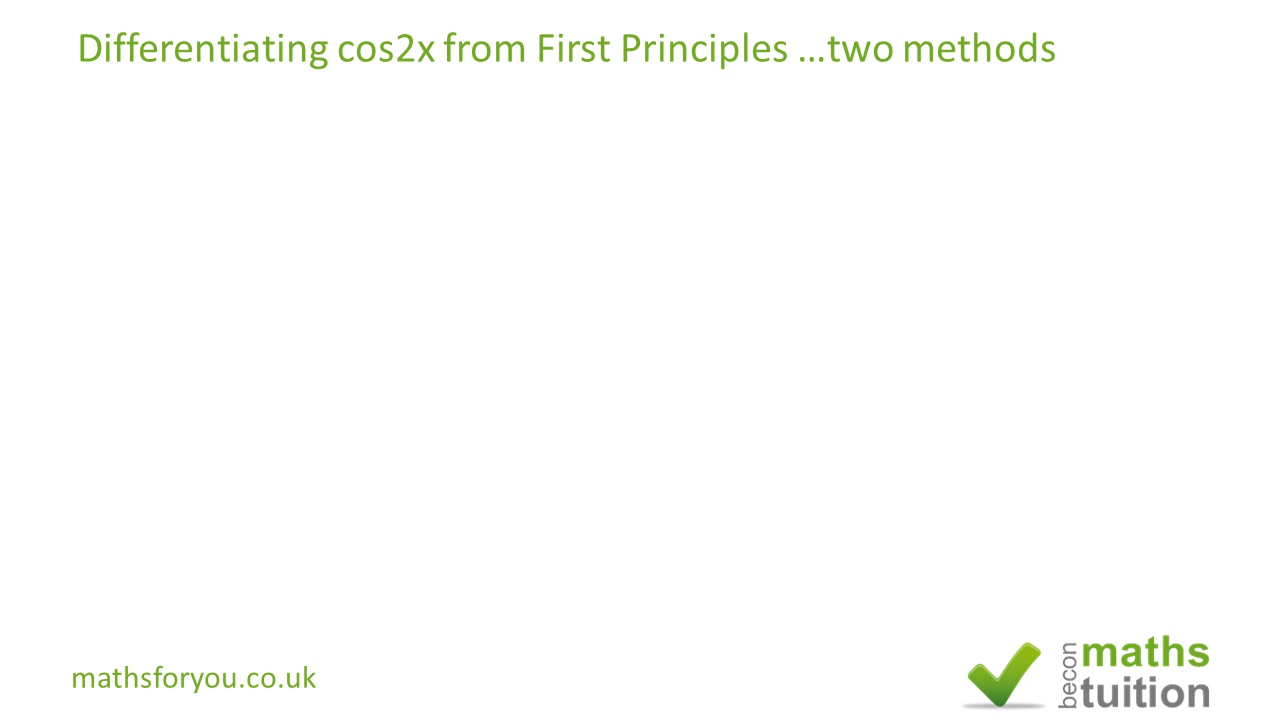 Differentiating cos2x from First Principles …two methods
mathsforyou.co.uk
becon
maths
tuition